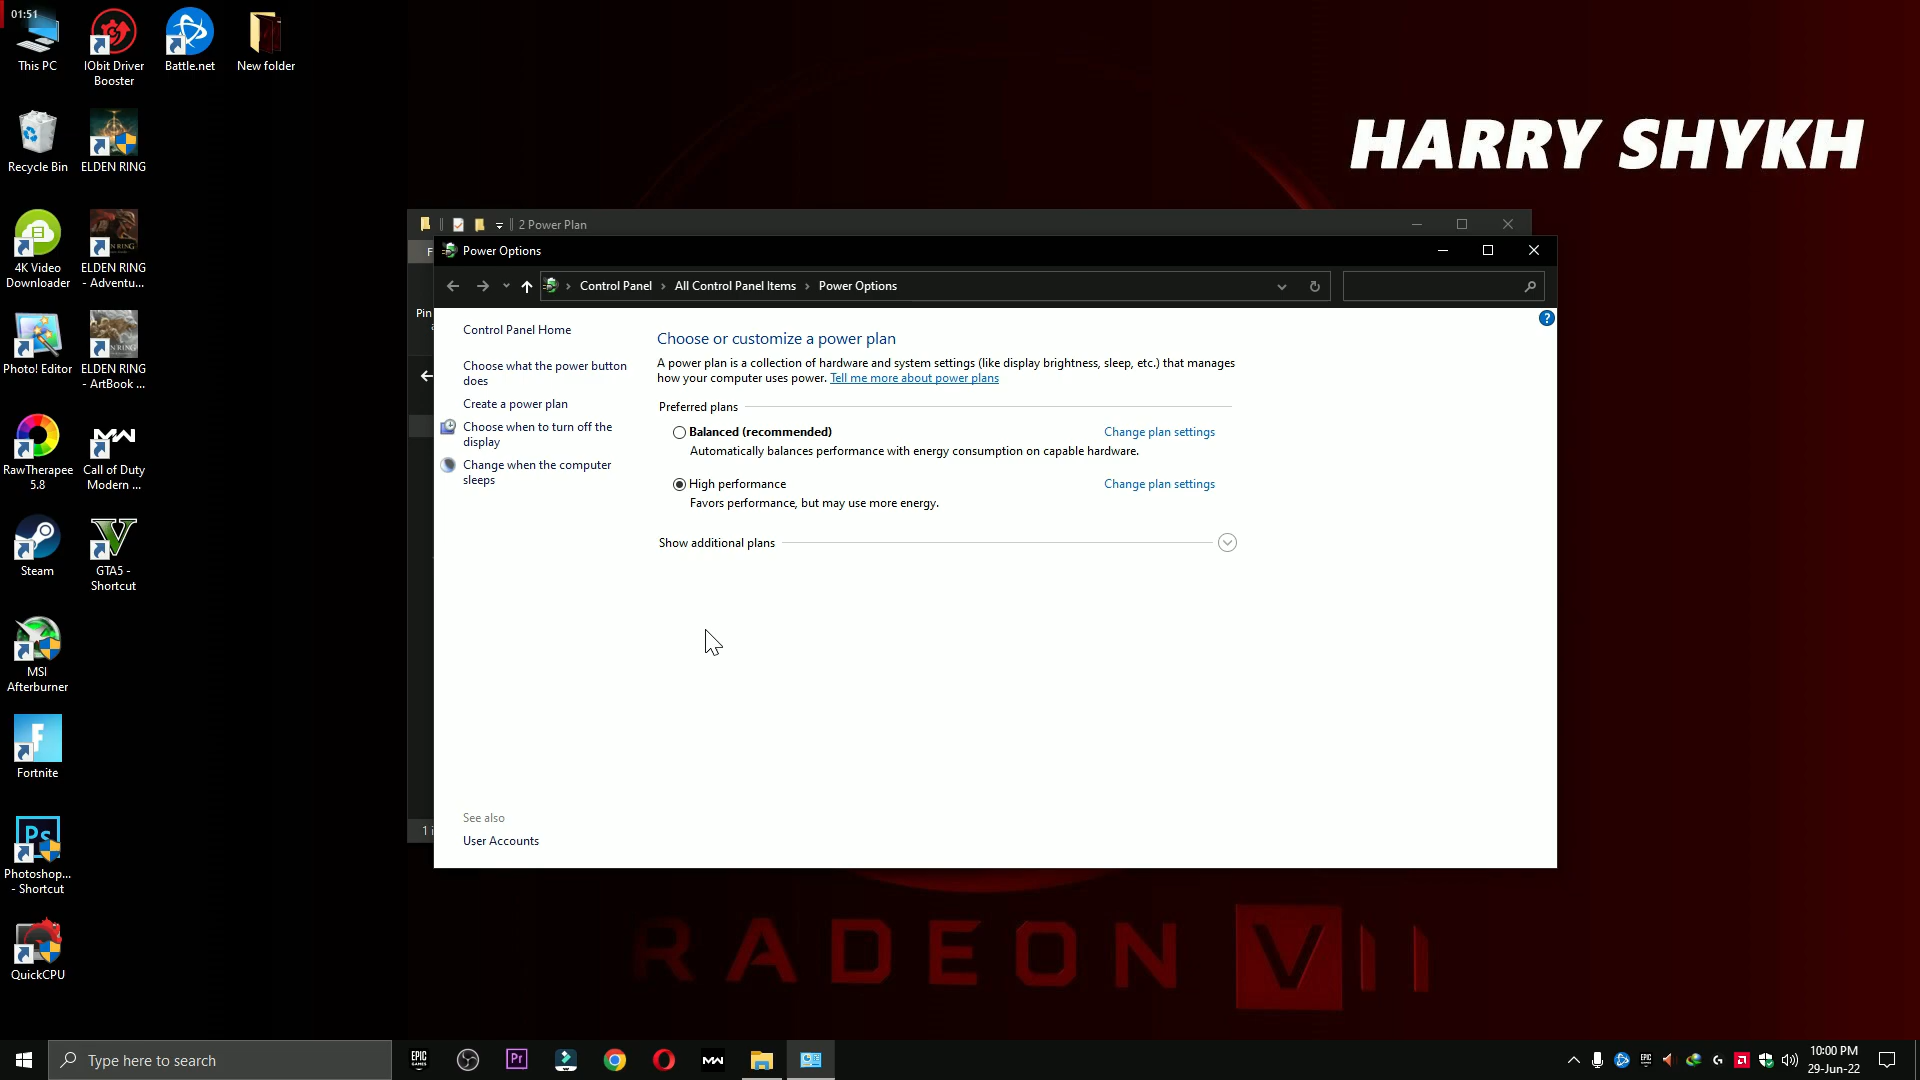 01:51
This PC
IObit Driver
Booster
Battle.net
New folder
Recycle Bin
ELDEN RING
4K Video
Downloader
ELDEN RING
- Adventu...
Photo! Editor
ELDEN RING
- ArtBook ...
RawTherapee
5.8
Call of Duty
Modern ...
Steam
GTA5 -
Shortcut
MSI
Afterburner
Fortnite
Photoshop...
- Shortcut
QuickCPU
HARRY SHYKH
2 Power Plan
F
Pin
1 i
Power Options
Control Panel
All Control Panel Items
Power Options
Control Panel Home
Choose what the power button
does
Create a power plan
Choose when to turn off the
display
Change when the computer
sleeps
See also
User Accounts
Choose or customize a power plan
A power plan is a collection of hardware and system settings (like display brightness, sleep, etc.) that manages
how your computer uses power. Tell me more about power plans
Preferred plans
Balanced (recommended) Change plan settings
Automatically balances performance with energy consumption on capable hardware.
High performance Change plan settings
Favors performance, but may use more energy.
Show additional plans
RADEON VII
Type here to search
EPIC
GAMES
Pr
MW
10:00 PM
29-Jun-22